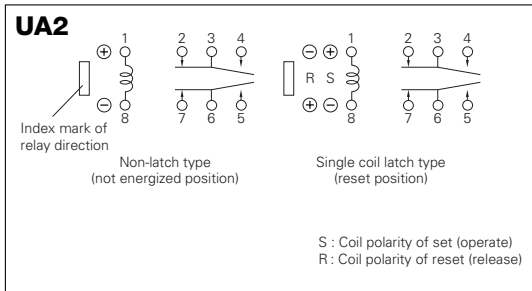 UA2
⊕ 1 2 3 4 ⊖ ⊕ 1 2 3 4
R S
⊖ 8 7 6 5 ⊕ ⊖ 8 7 6 5
Index mark of
relay direction
Non-latch type
(not energized position)
Single coil latch type
(reset position)
S : Coil polarity of set (operate)
R : Coil polarity of reset (release)